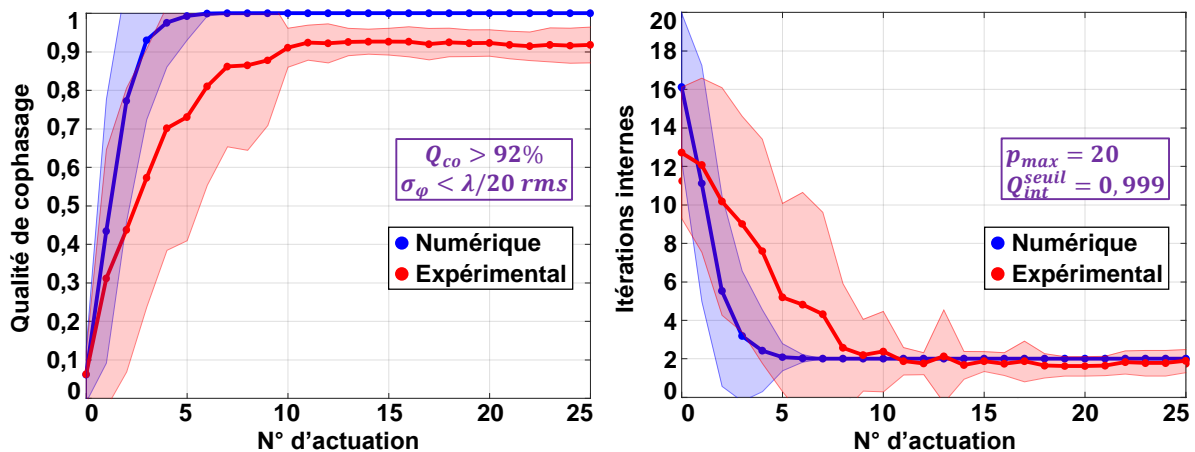 Qualité de cophasage
1
0,9
0,8
0,7
0,6
0,5
0,4
0,3
0,2
0,1
0
0 5 10 15 20 25
N° d'actuation
Q_co > 92%
σ_φ < λ/20 rms
Numérique
Expérimental
Itérations internes
20
18
16
14
12
10
8
6
4
2
0
0 5 10 15 20 25
N° d'actuation
p_max = 20
Q_int^seuil = 0,999
Numérique
Expérimental